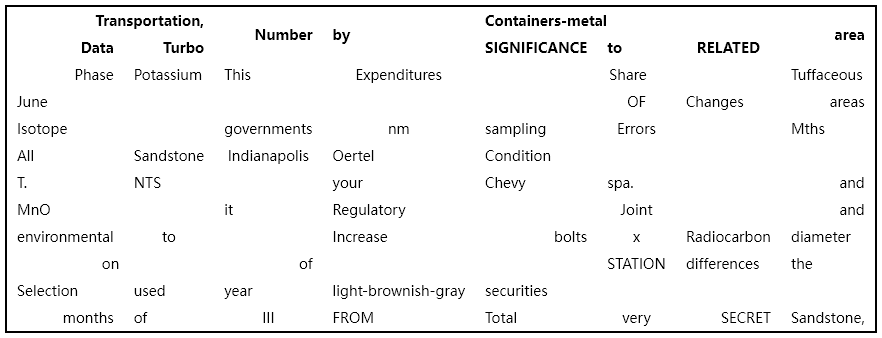 Transportation, Containers-metal
Number by area
Data Turbo SIGNIFICANCE to RELATED
Phase Potassium This Expenditures Share Tuffaceous
June OF Changes areas
Isotope governments nm sampling Errors Mths
All Sandstone Indianapolis Oertel Condition
T. NTS your Chevy spa. and
MnO it Regulatory Joint and
environmental to Increase bolts x Radiocarbon diameter
on of STATION differences the
Selection used year light-brownish-gray securities
months of III FROM Total very SECRET Sandstone,